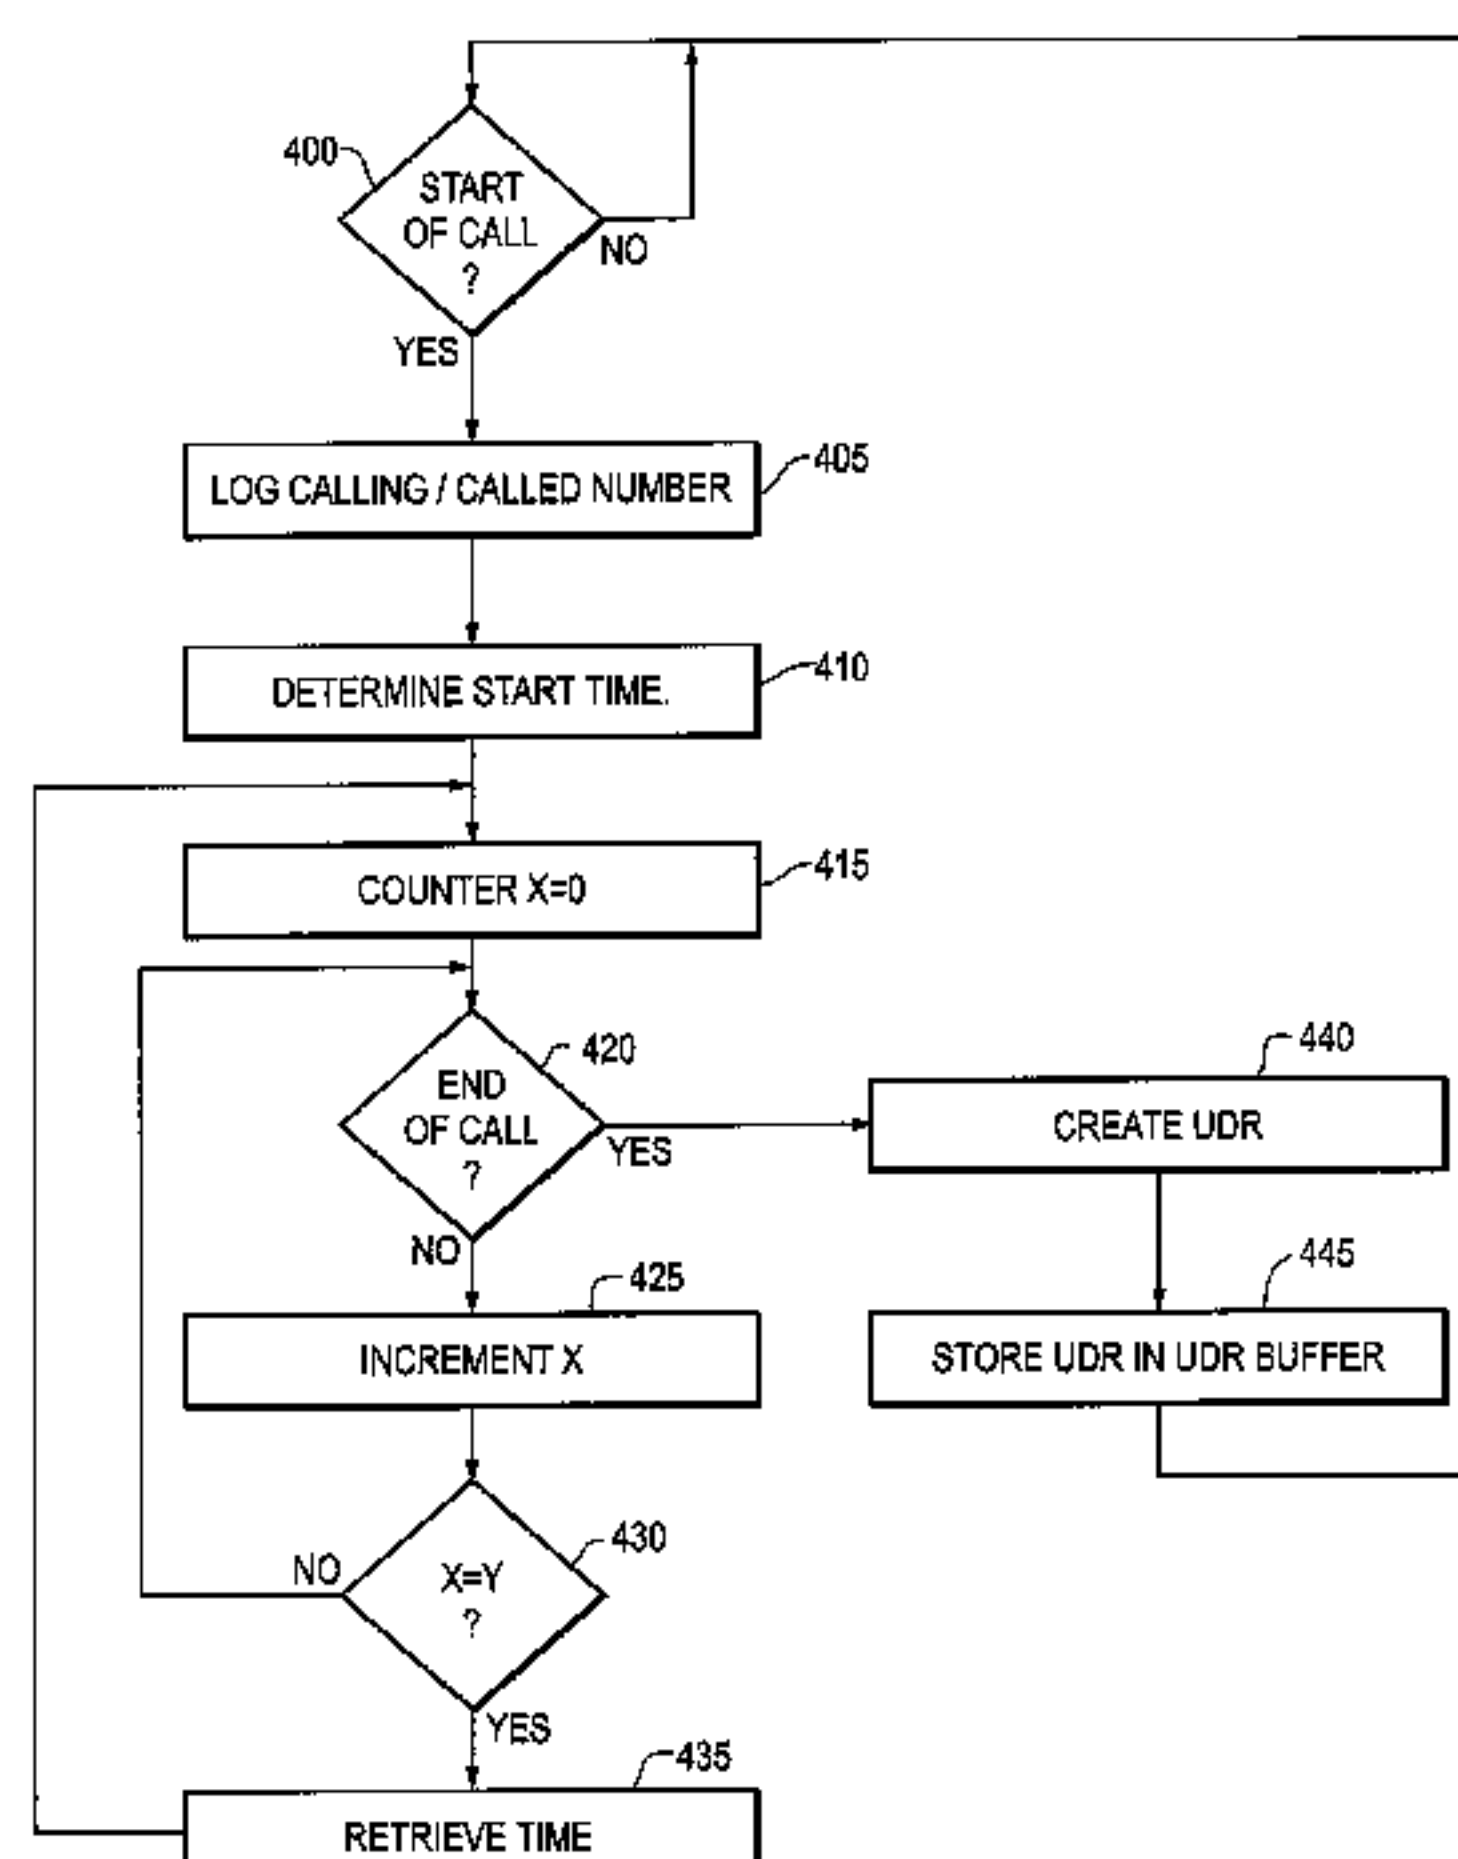 400
START
OF CALL
?
NO
YES
LOG CALLING / CALLED NUMBER
405
DETERMINE START TIME.
410
COUNTER X=0
415
END
OF CALL
?
420
YES
NO
CREATE UDR
440
INCREMENT X
425
STORE UDR IN UDR BUFFER
445
X=Y
?
430
NO
YES
RETRIEVE TIME
435